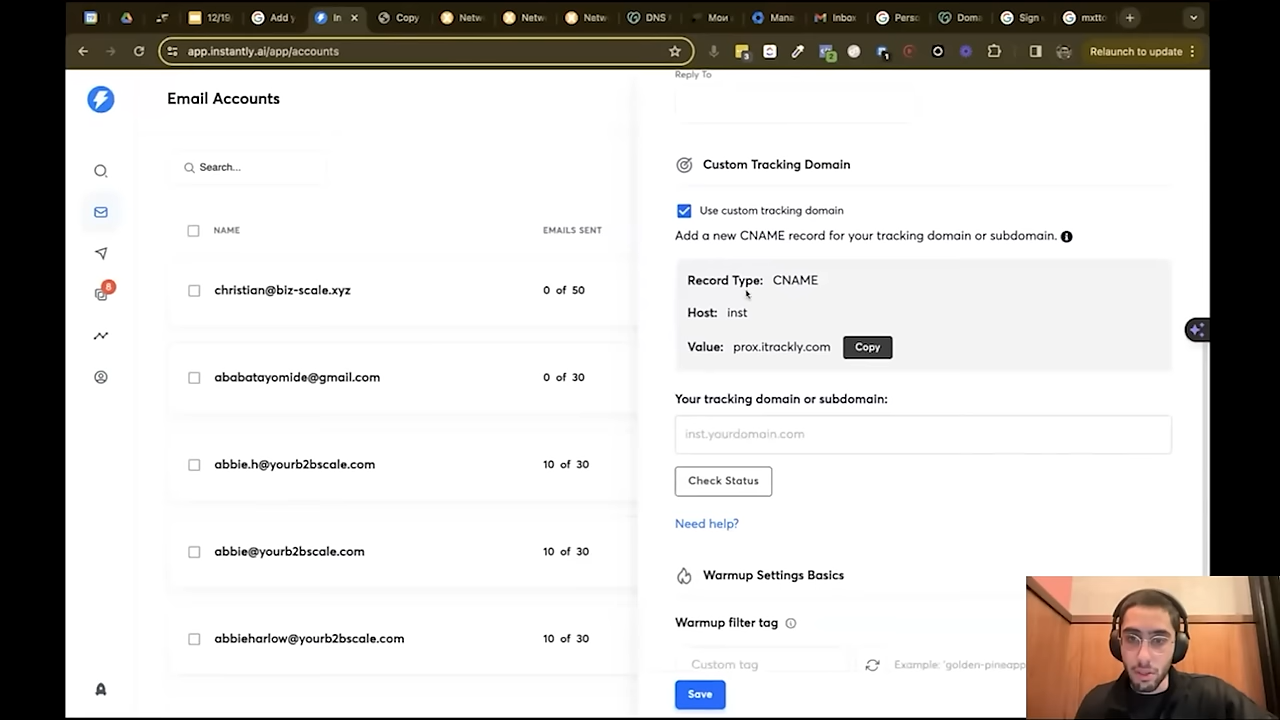 12/19
Add y
In
Copy
Netw
Netw
Netw
DNS
Мои
Mana
Inbox
Perso
Doma
Sign
mxtto
app.instantly.ai/app/accounts
3
2
1
Relaunch to update
Email Accounts
Reply To
Search...
Custom Tracking Domain
Use custom tracking domain
NAME
EMAILS SENT
Add a new CNAME record for your tracking domain or subdomain.
8
christian@biz-scale.xyz
0 of 50
Record Type: CNAME
Host: inst
Value: prox.itrackly.com
Copy
ababatayomide@gmail.com
0 of 30
Your tracking domain or subdomain:
inst.yourdomain.com
abbie.h@yourb2bscale.com
10 of 30
Check Status
Need help?
abbie@yourb2bscale.com
10 of 30
Warmup Settings Basics
Warmup filter tag
abbieharlow@yourb2bscale.com
10 of 30
Custom tag
Example: 'golden-pineapp
Save